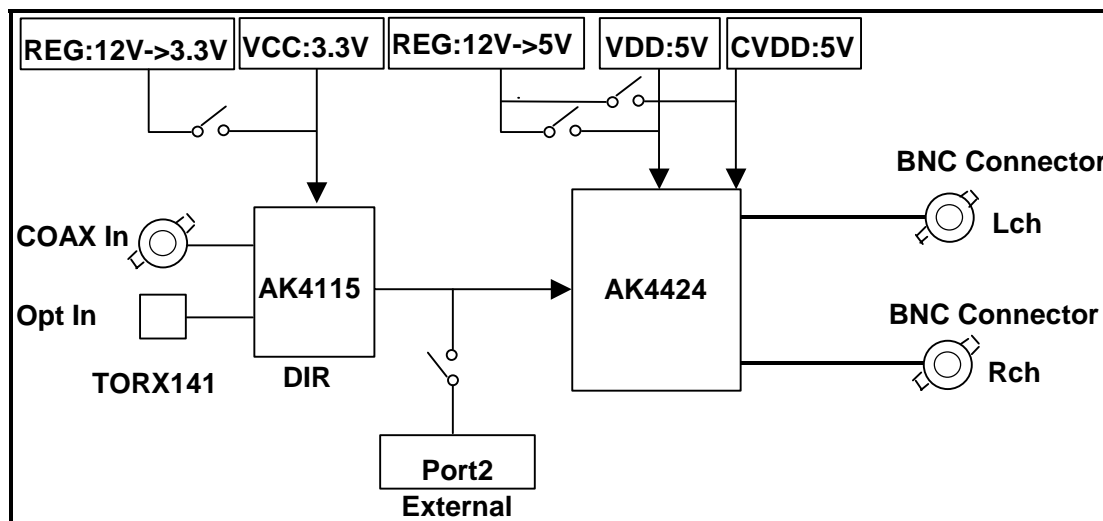 REG:12V->3.3V
VCC:3.3V
REG:12V->5V
VDD:5V
CVDD:5V
BNC Connector
Lch
COAX In
AK4115
AK4424
Opt In
BNC Connector
Rch
TORX141
DIR
Port2
External